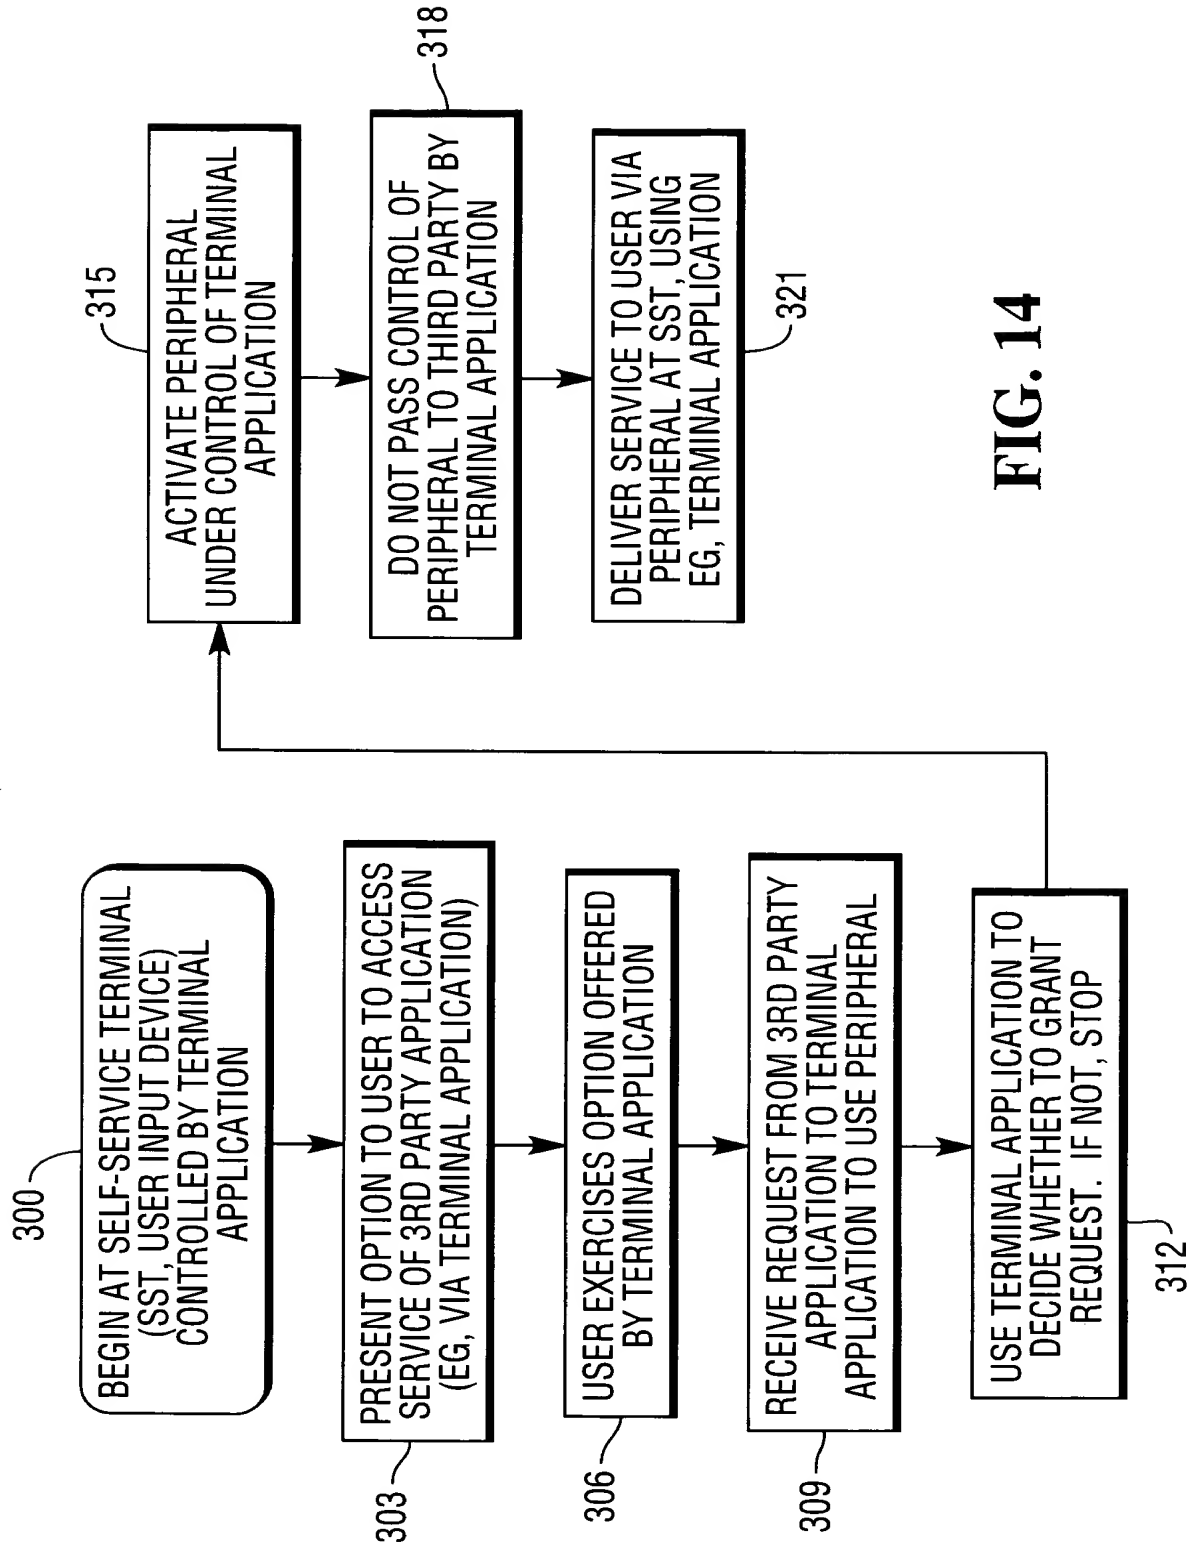 300
BEGIN AT SELF-SERVICE TERMINAL
(SST, USER INPUT DEVICE)
CONTROLLED BY TERMINAL
APPLICATION
303
PRESENT OPTION TO USER TO ACCESS
SERVICE OF 3RD PARTY APPLICATION
(EG, VIA TERMINAL APPLICATION)
306
USER EXERCISES OPTION OFFERED
BY TERMINAL APPLICATION
309
RECEIVE REQUEST FROM 3RD PARTY
APPLICATION TO TERMINAL
APPLICATION TO USE PERIPHERAL
USE TERMINAL APPLICATION TO
DECIDE WHETHER TO GRANT
REQUEST. IF NOT, STOP
312
315
ACTIVATE PERIPHERAL
UNDER CONTROL OF TERMINAL
APPLICATION
318
DO NOT PASS CONTROL OF
PERIPHERAL TO THIRD PARTY BY
TERMINAL APPLICATION
DELIVER SERVICE TO USER VIA
PERIPHERAL AT SST, USING
EG, TERMINAL APPLICATION
321
FIG. 14